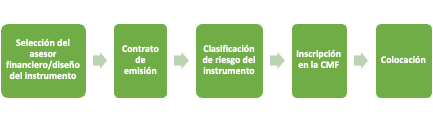 Selección del
asesor
financiero/diseño
del instrumento
Contrato
de
emisión
Clasificación
de riesgo del
instrumento
Inscripción
en la CMF
Colocación